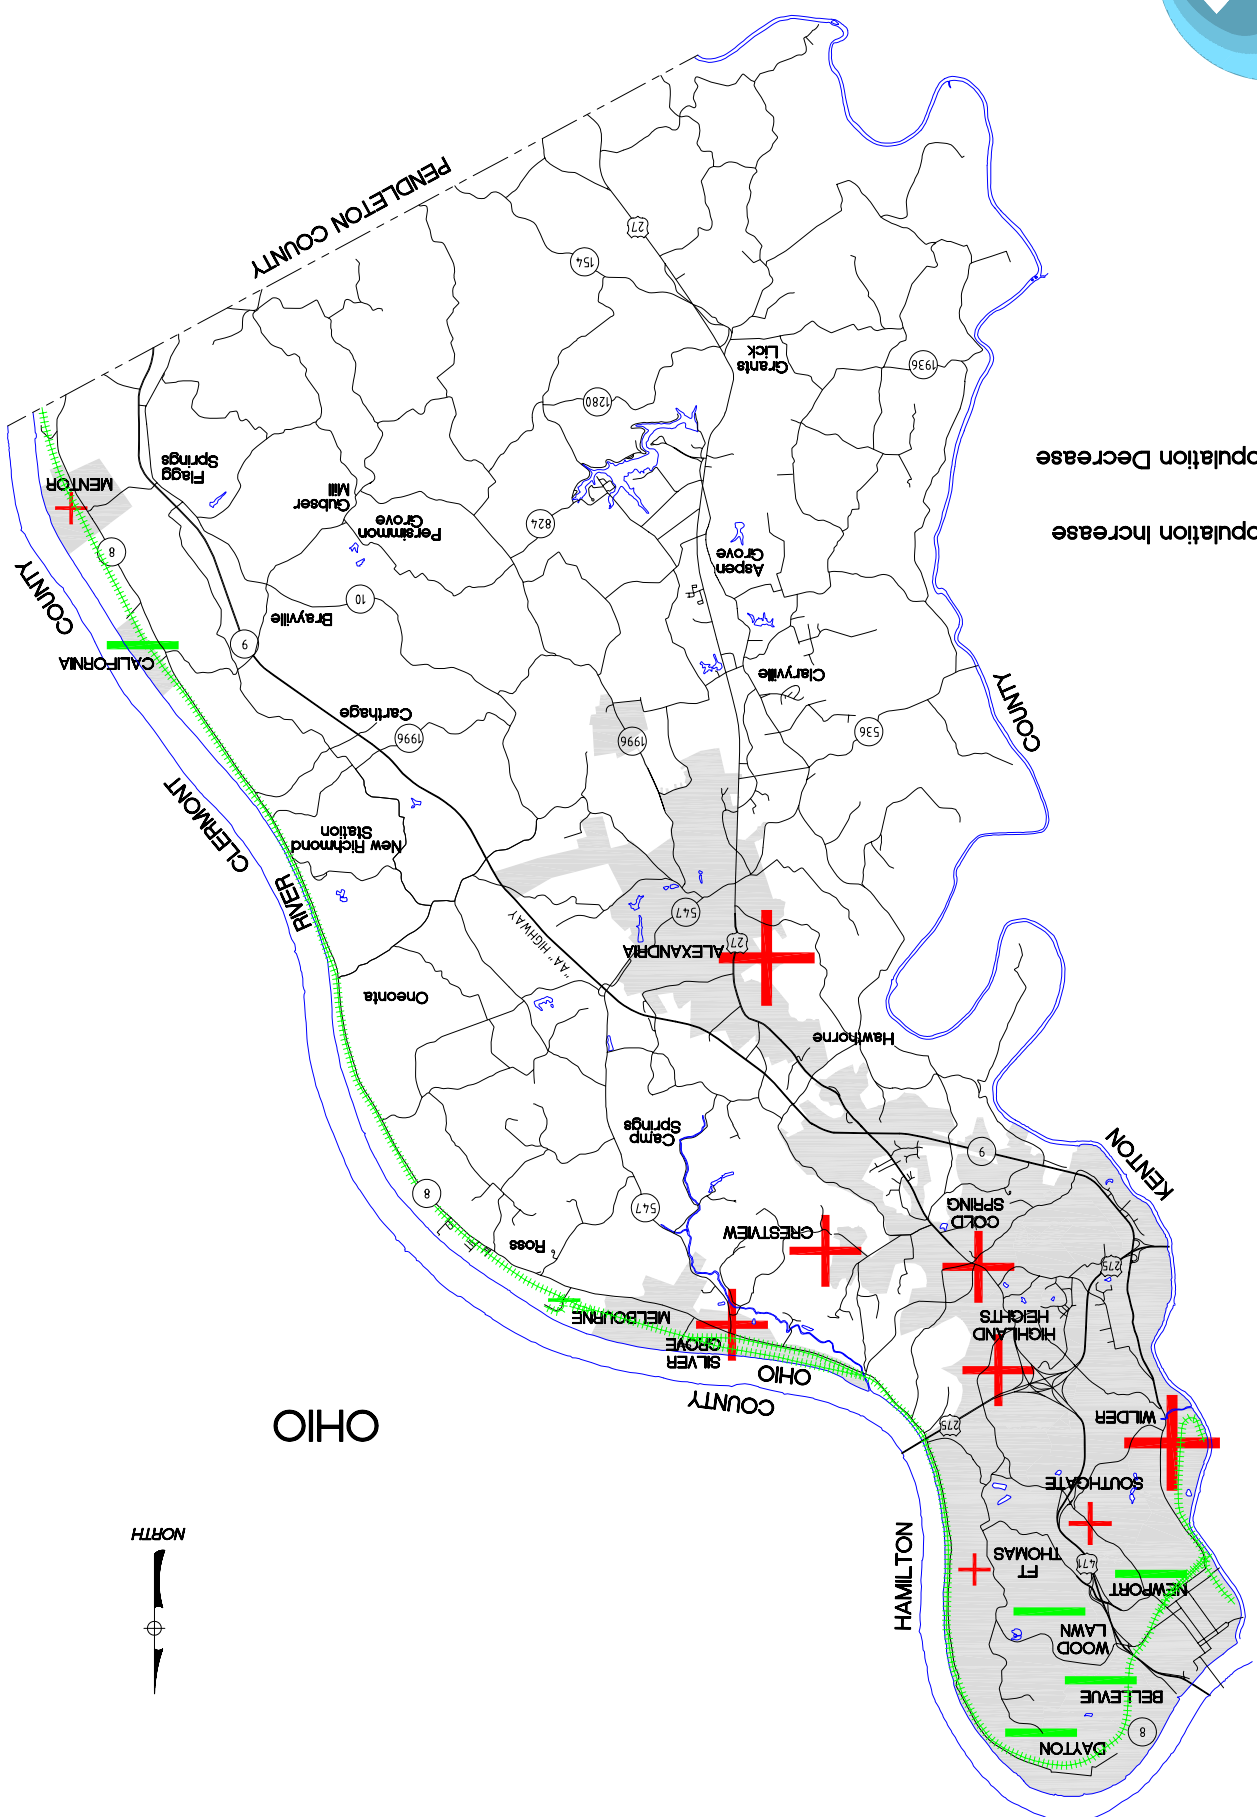 DAYTON
8
BELLEVUE
WOOD
LAWN
NEWPORT
FT
THOMAS
471
SOUTHGATE
WILDER
275
HAMILTON
NORTH
OHIO
HIGHLAND
HEIGHTS
COLD
SPRING
275
KENTON
9
COUNTY
OHIO
SILVER
GROVE
MELBOURNE
CRESTVIEW
Ross
547
8
Camp
Springs
Hawthorne
Oneonta
ALEXANDRIA
27
547
"AA" HIGHWAY
RIVER
New Richmond
Station
CLERMONT
COUNTY
536
1996
1996
Carthage
Claryville
CALIFORNIA
9
Brayville
10
COUNTY
Aspen
Grove
8
opulation Increase
824
Persimmon
Grove
Gubser
Mill
MENTOR
Flagg
Springs
opulation Decrease
1280
1936
Grants
Lick
154
27
PENDLETON COUNTY